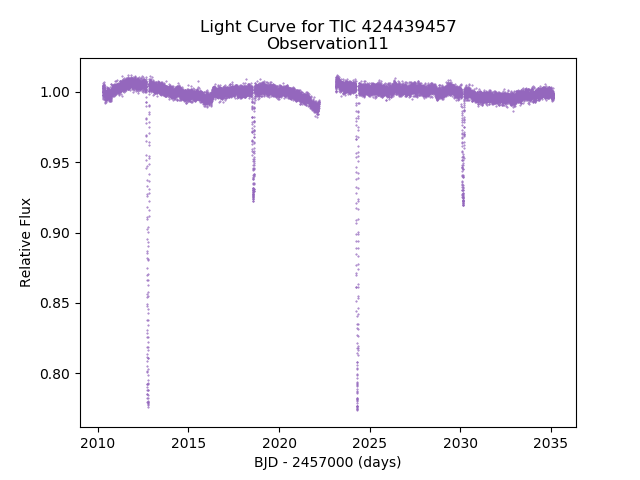 Light Curve for TIC 424439457
Observation11
1.00
0.95
0.90
0.85
0.80
Relative Flux
2010 2015 2020 2025 2030 2035
BJD - 2457000 (days)